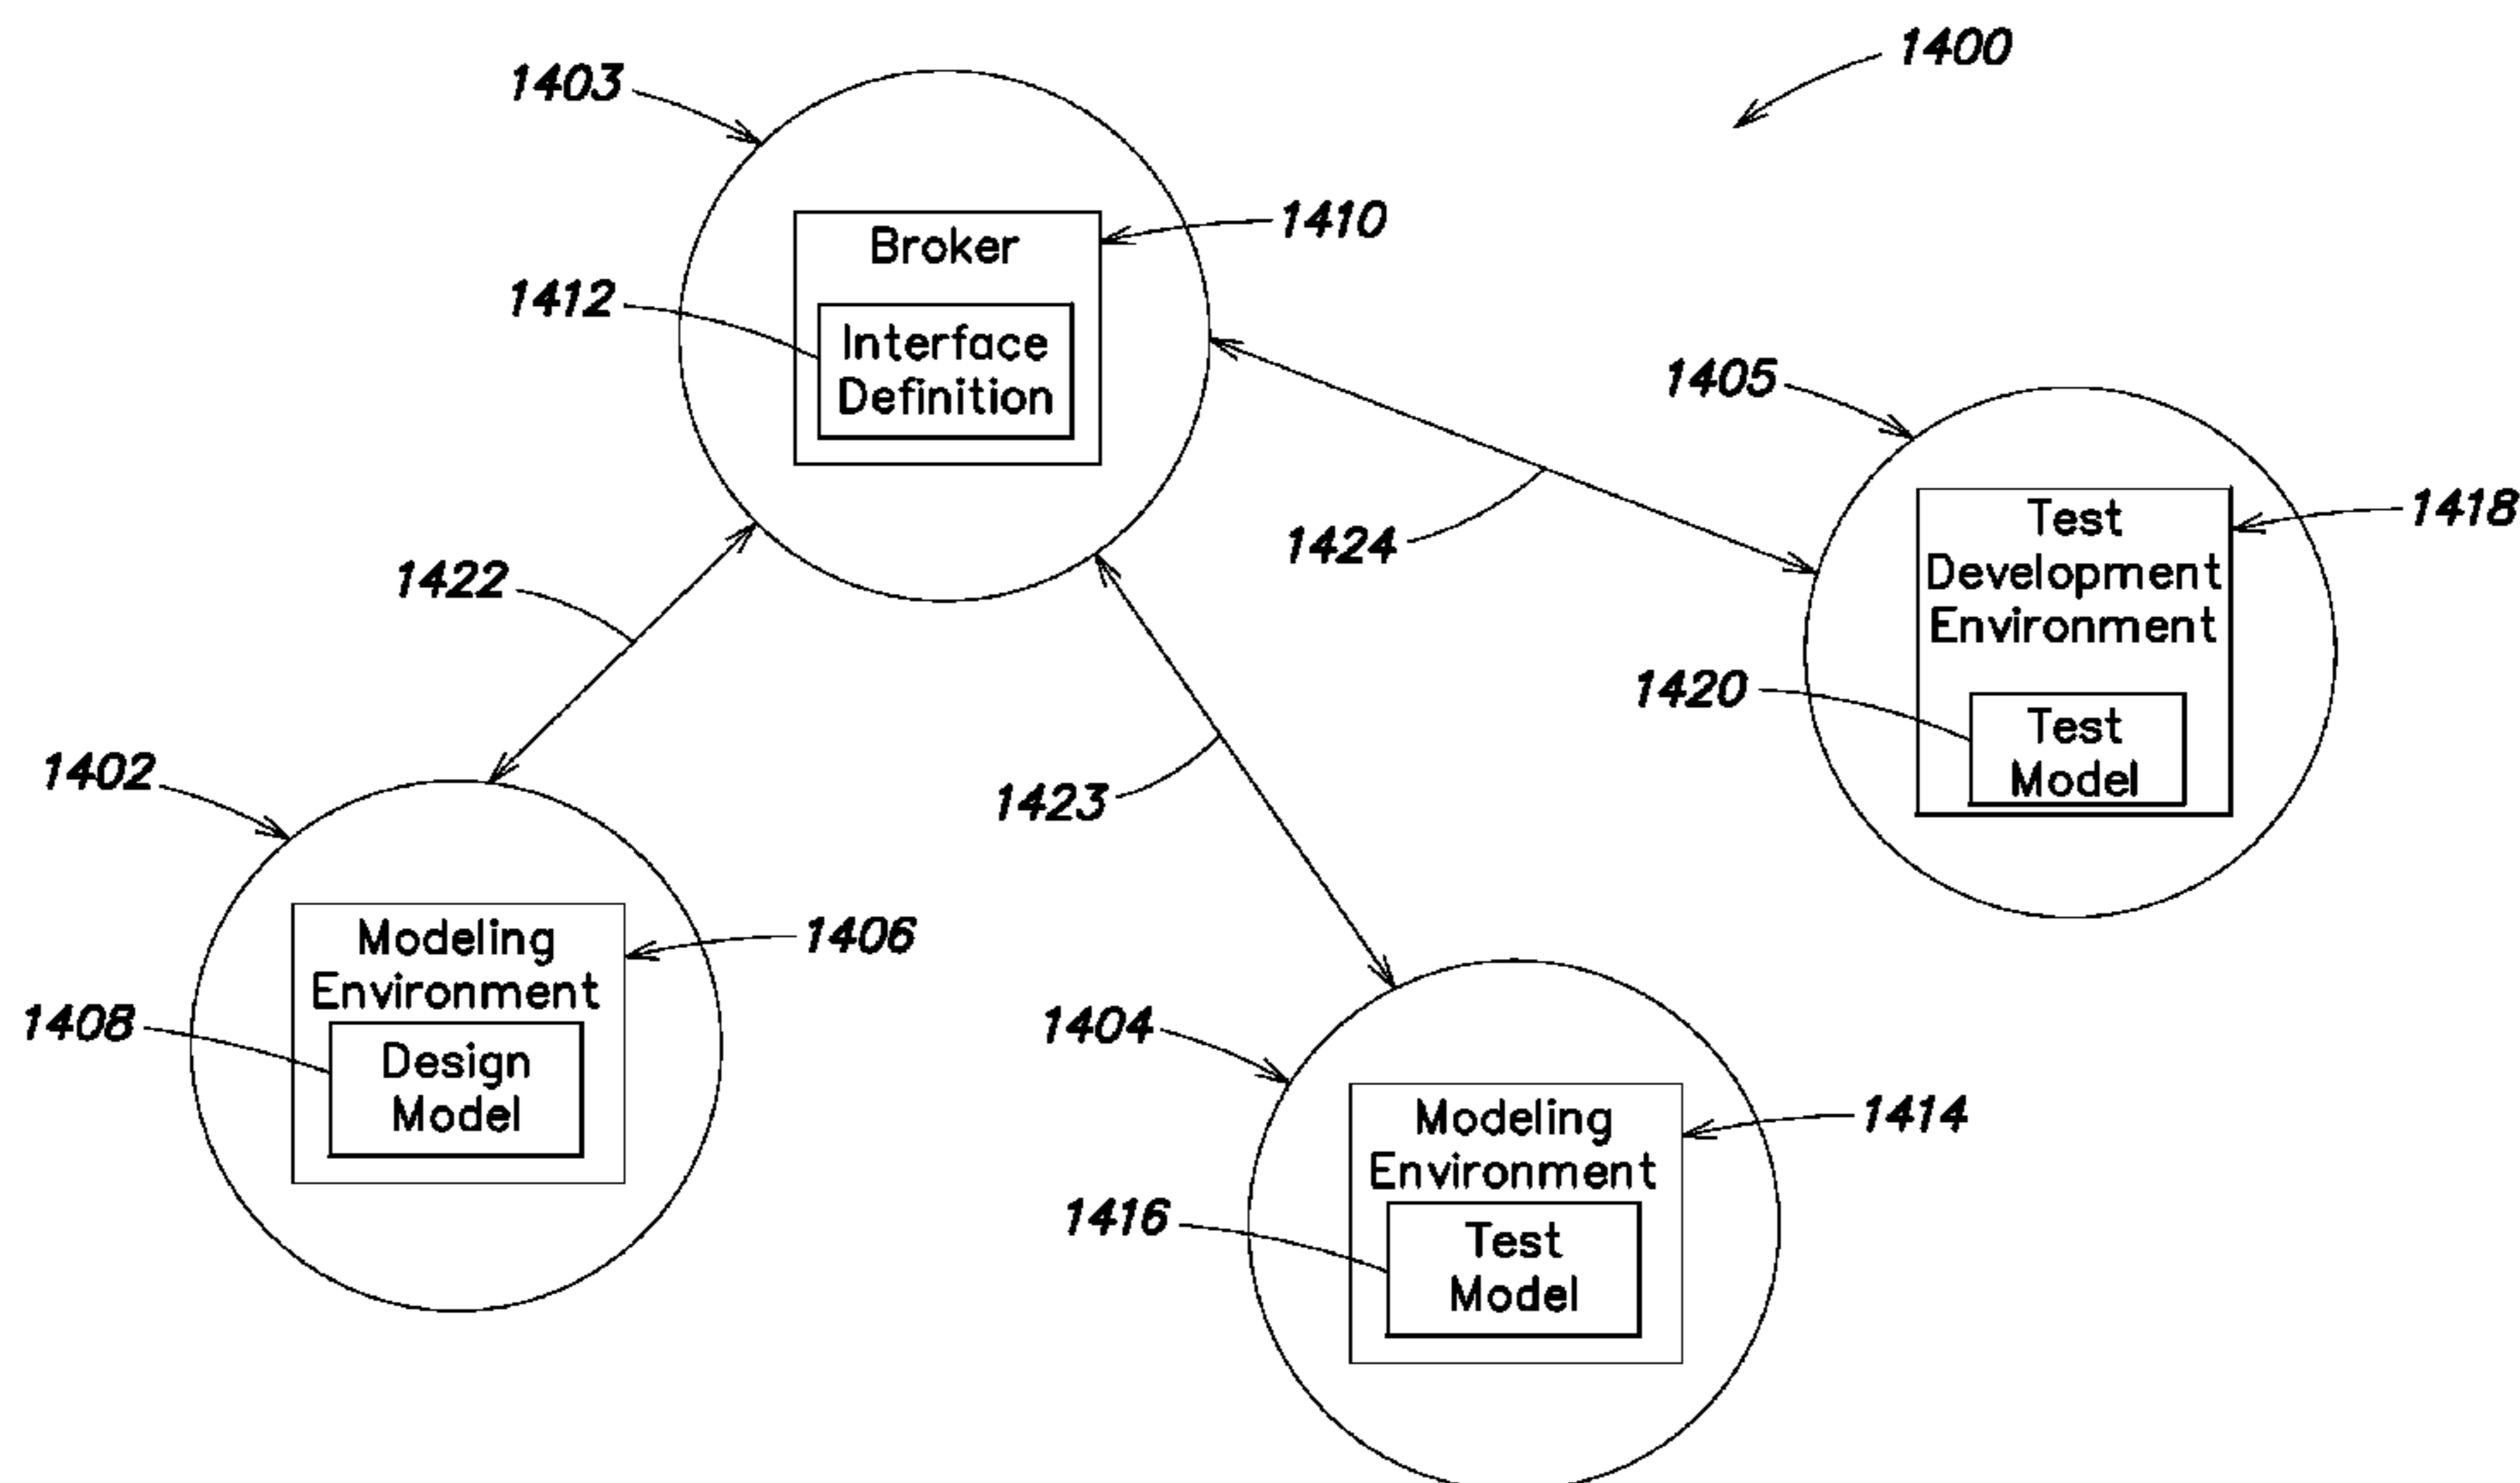 1400
1403
1410
Broker
1412
Interface
Definition
1405
1418
Test
Development
Environment
1424
1422
1420
Test
Model
1402
1423
1406
Modeling
Environment
1408
Design
Model
1404
1414
Modeling
Environment
1416
Test
Model